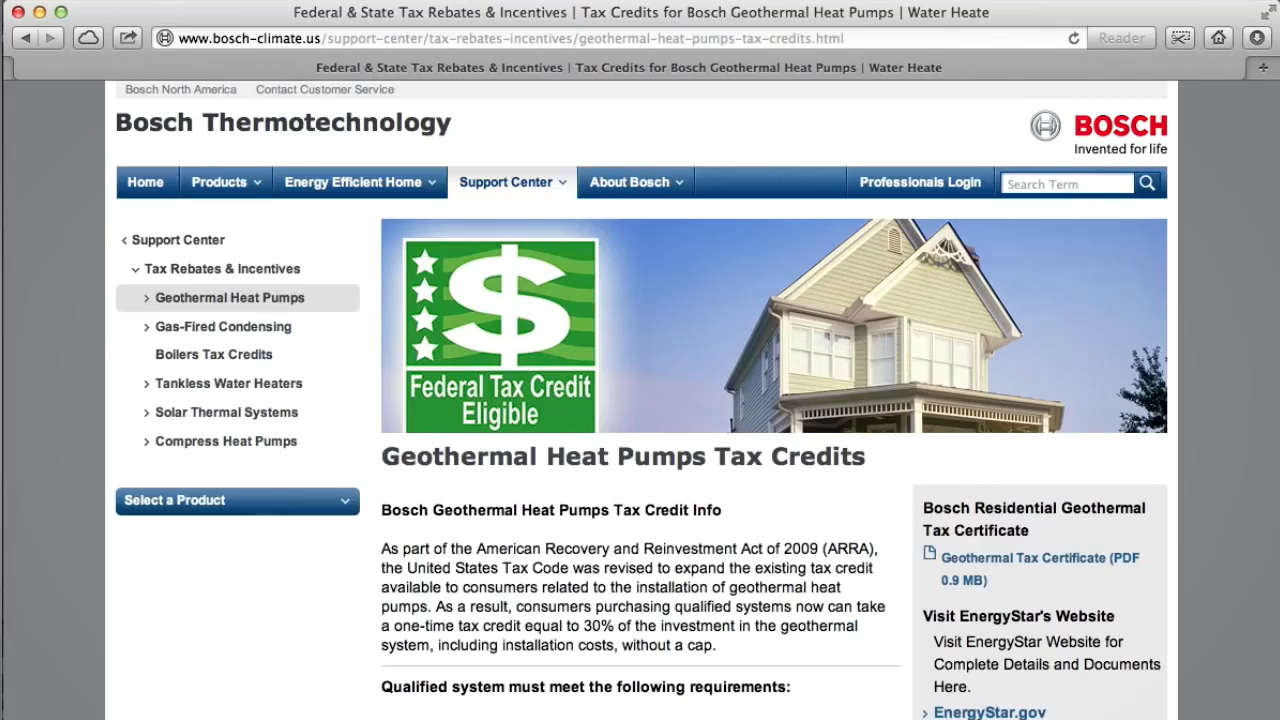 Federal & State Tax Rebates & Incentives | Tax Credits for Bosch Geothermal Heat Pumps | Water Heate
www.bosch-climate.us/support-center/tax-rebates-incentives/geothermal-heat-pumps-tax-credits.html
Reader
Federal & State Tax Rebates & Incentives | Tax Credits for Bosch Geothermal Heat Pumps | Water Heate
Bosch North America Contact Customer Service
Bosch Thermotechnology
BOSCH
Invented for life
Home Products Energy Efficient Home Support Center About Bosch Professionals Login Search Term
Support Center
Tax Rebates & Incentives
Geothermal Heat Pumps
Gas-Fired Condensing
Boilers Tax Credits
Tankless Water Heaters
Solar Thermal Systems
Compress Heat Pumps
Select a Product
$
Federal Tax Credit
Eligible
Geothermal Heat Pumps Tax Credits
Bosch Geothermal Heat Pumps Tax Credit Info
As part of the American Recovery and Reinvestment Act of 2009 (ARRA),
the United States Tax Code was revised to expand the existing tax credit
available to consumers related to the installation of geothermal heat
pumps. As a result, consumers purchasing qualified systems now can take
a one-time tax credit equal to 30% of the investment in the geothermal
system, including installation costs, without a cap.
Qualified system must meet the following requirements:
Bosch Residential Geothermal
Tax Certificate
Geothermal Tax Certificate (PDF
0.9 MB)
Visit EnergyStar's Website
Visit EnergyStar Website for
Complete Details and Documents
Here.
EnergyStar.gov